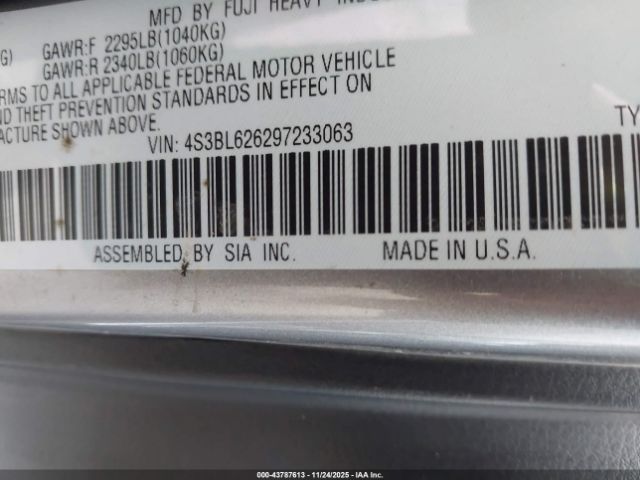 MFD BY FUJI HEAVY
G) GAWR:F 2295LB(1040KG)
GAWR:R 2340LB(1060KG)
RMS TO ALL APPLICABLE FEDERAL MOTOR VEHICLE
ND THEFT PREVENTION STANDARDS IN EFFECT ON
ACTURE SHOWN ABOVE.
VIN: 4S3BL626297233063
TY
ASSEMBLED BY SIA INC. MADE IN U.S.A.
000-43787613 - 11/24/2025 - IAA Inc.